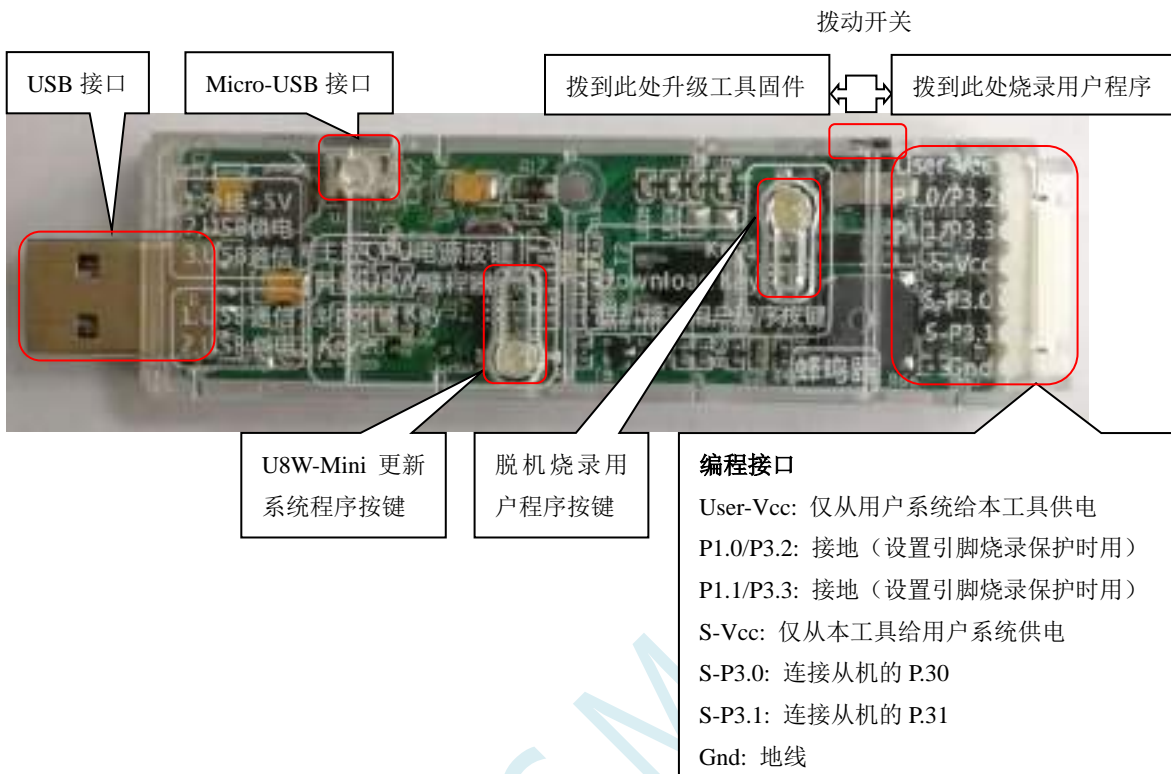 拨动开关
USB 接口
Micro-USB 接口
拨到此处升级工具固件
拨到此处烧录用户程序
User-Vcc
P1.0/P3.2
P1.1/P3.3
S-Vcc
S-P3.0
S-P3.1
Gnd
U8W-Mini 更新
系统程序按键
脱机烧录用
户程序按键
编程接口
User-Vcc: 仅从用户系统给本工具供电
P1.0/P3.2: 接地（设置引脚烧录保护时用）
P1.1/P3.3: 接地（设置引脚烧录保护时用）
S-Vcc: 仅从本工具给用户系统供电
S-P3.0: 连接从机的 P.30
S-P3.1: 连接从机的 P.31
Gnd: 地线